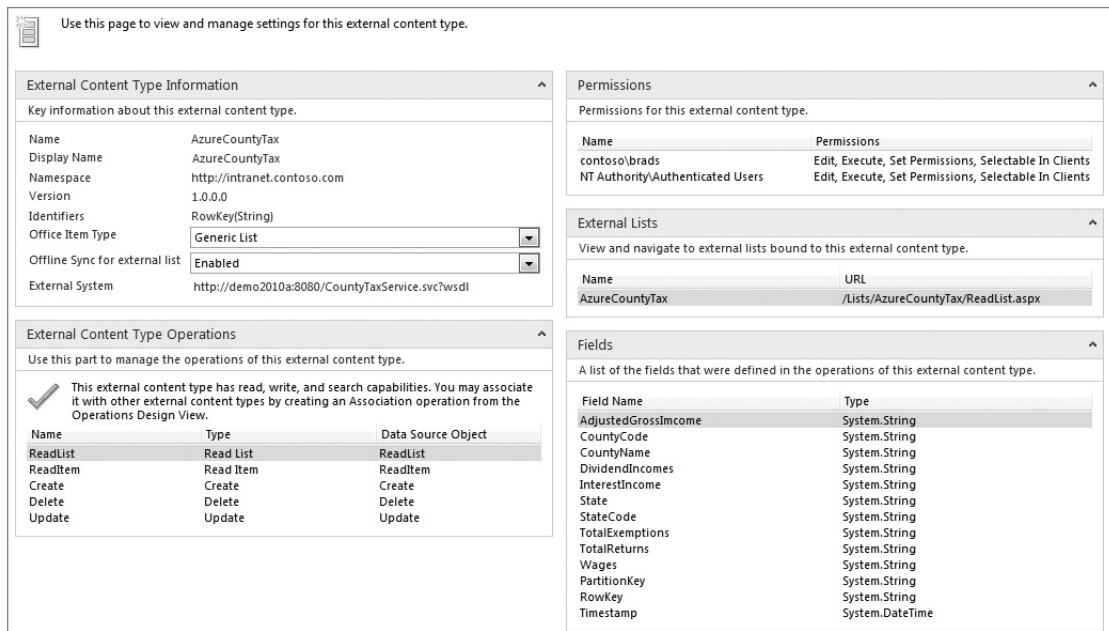 Use this page to view and manage settings for this external content type.
External Content Type Information
Key information about this external content type.
Name AzureCountyTax
Display Name AzureCountyTax
Namespace http://intranet.contoso.com
Version 1.0.0.0
Identifiers RowKey(String)
Office Item Type Generic List
Offline Sync for external list Enabled
External System http://demo2010a:8080/CountyTaxService.svc?wsdl
External Content Type Operations
Use this part to manage the operations of this external content type.
This external content type has read, write, and search capabilities. You may associate
it with other external content types by creating an Association operation from the
Operations Design View.
Name Type Data Source Object
ReadList Read List ReadList
ReadItem Read Item ReadItem
Create Create Create
Delete Delete Delete
Update Update Update
Permissions
Permissions for this external content type.
Name Permissions
contoso\brads Edit, Execute, Set Permissions, Selectable In Clients
NT Authority\Authenticated Users Edit, Execute, Set Permissions, Selectable In Clients
External Lists
View and navigate to external lists bound to this external content type.
Name URL
AzureCountyTax /Lists/AzureCountyTax/ReadList.aspx
Fields
A list of the fields that were defined in the operations of this external content type.
Field Name Type
AdjustedGrossImcome System.String
CountyCode System.String
CountyName System.String
DividendIncomes System.String
InterestIncome System.String
State System.String
StateCode System.String
TotalExemptions System.String
TotalReturns System.String
Wages System.String
PartitionKey System.String
RowKey System.String
Timestamp System.DateTime